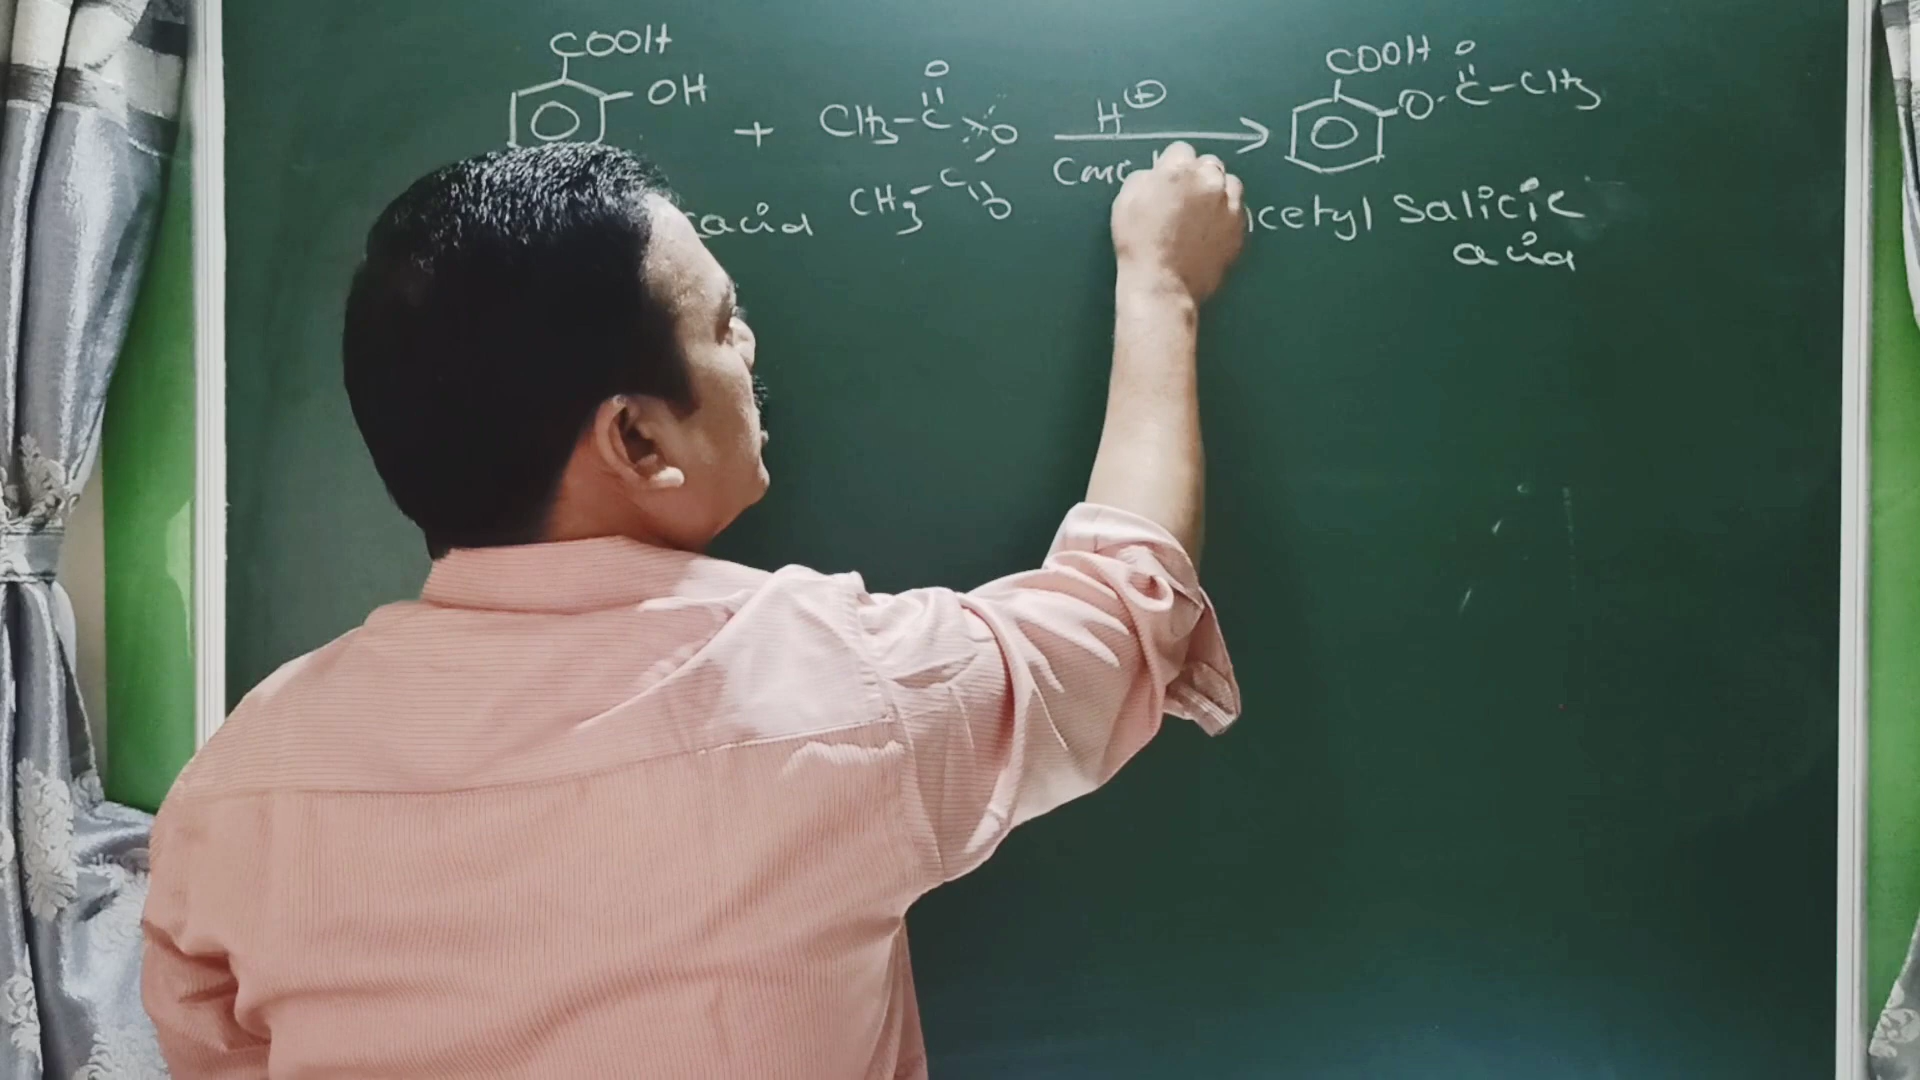 COOH
OH
+
CH3-C
O
O
CH3-C
O
H⊕
Conc
COOH
O-C-CH3
O
acid
cetyl Salicic
acid